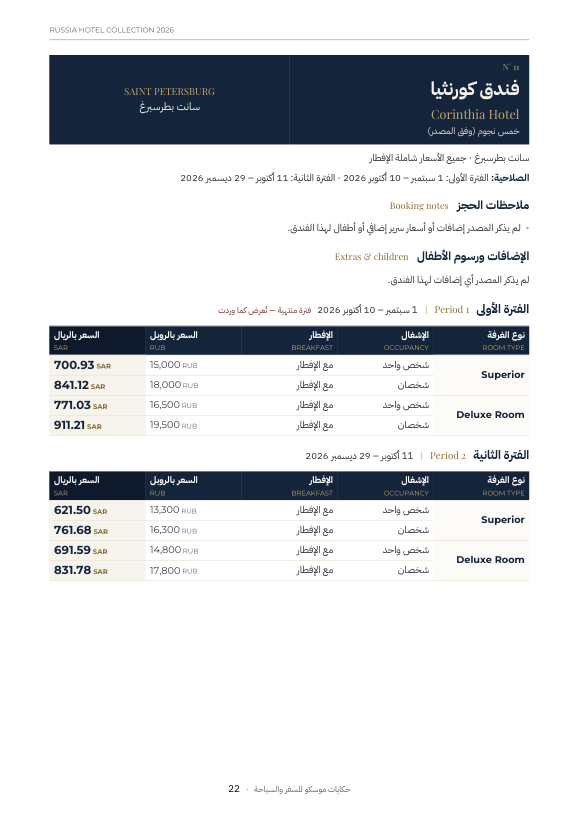 RUSSIA HOTEL COLLECTION 2026
N° 11
فندق كورنثيا
Corinthia Hotel
خمس نجوم (وفق المصدر)
SAINT PETERSBURG
سانت بطرسبرغ
سانت بطرسبرغ · جميع الأسعار شاملة الإفطار
الصلاحية: الفترة الأولى: 1 سبتمبر – 10 أكتوبر 2026 · الفترة الثانية: 11 أكتوبر – 29 ديسمبر 2026
ملاحظات الحجز Booking notes
• لم يذكر المصدر إضافات أو أسعار سرير إضافي أو أطفال لهذا الفندق.
الإضافات ورسوم الأطفال Extras & children
لم يذكر المصدر أي إضافات لهذا الفندق.
الفترة الأولى Period 1 | 1 سبتمبر – 10 أكتوبر 2026 فترة منتهية – تُعرض كما وردت
نوع الغرفة الإشغال الإفطار السعر بالروبل السعر بالريال
ROOM TYPE OCCUPANCY BREAKFAST RUB SAR
Superior شخص واحد مع الإفطار 15,000 RUB 700.93 SAR
شخصان مع الإفطار 18,000 RUB 841.12 SAR
Deluxe Room شخص واحد مع الإفطار 16,500 RUB 771.03 SAR
شخصان مع الإفطار 19,500 RUB 911.21 SAR
الفترة الثانية Period 2 | 11 أكتوبر – 29 ديسمبر 2026
نوع الغرفة الإشغال الإفطار السعر بالروبل السعر بالريال
ROOM TYPE OCCUPANCY BREAKFAST RUB SAR
Superior شخص واحد مع الإفطار 13,300 RUB 621.50 SAR
شخصان مع الإفطار 16,300 RUB 761.68 SAR
Deluxe Room شخص واحد مع الإفطار 14,800 RUB 691.59 SAR
شخصان مع الإفطار 17,800 RUB 831.78 SAR
حكايات موسكو للسفر والسياحة · 22